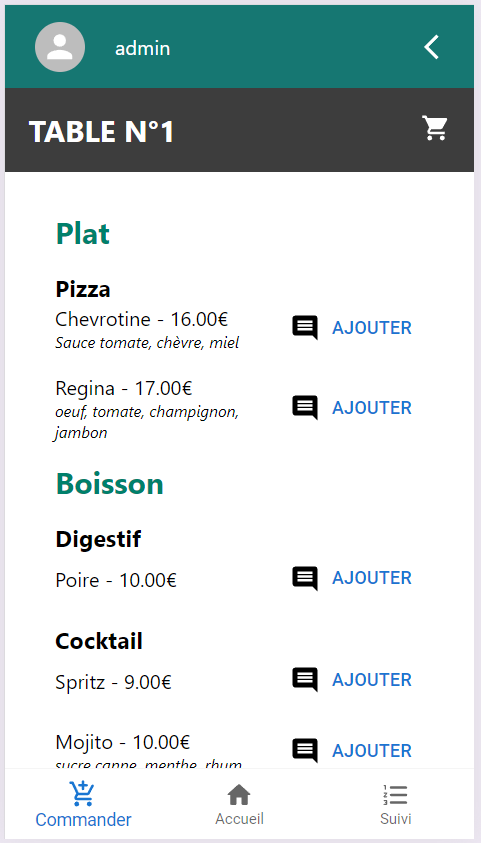 admin
TABLE N°1
Plat
Pizza
Chevrotine - 16.00€
Sauce tomate, chèvre, miel
AJOUTER
Regina - 17.00€
oeuf, tomate, champignon,
jambon
AJOUTER
Boisson
Digestif
Poire - 10.00€
AJOUTER
Cocktail
Spritz - 9.00€
AJOUTER
Mojito - 10.00€
sucre canne, menthe, rhum
AJOUTER
Commander
Accueil
Suivi